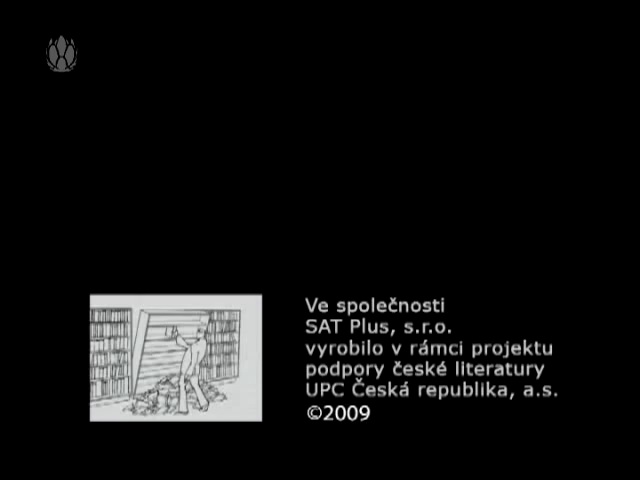 Ve společnosti
SAT Plus, s.r.o.
vyrobilo v rámci projektu
podpory české literatury
UPC Česká republika, a.s.
©2009